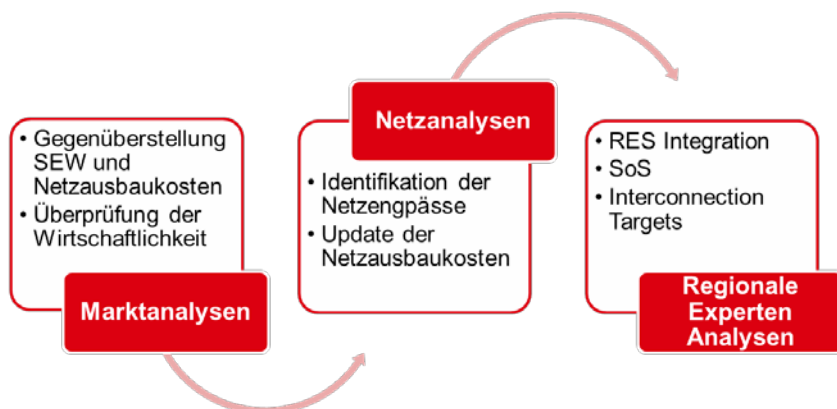 • Gegenüberstellung
SEW und
Netzausbaukosten
• Überprüfung der
Wirtschaftlichkeit
Marktanalysen
Netzanalysen
• Identifikation der
Netzengpässe
• Update der
Netzausbaukosten
• RES Integration
• SoS
• Interconnection
Targets
Regionale
Experten
Analysen